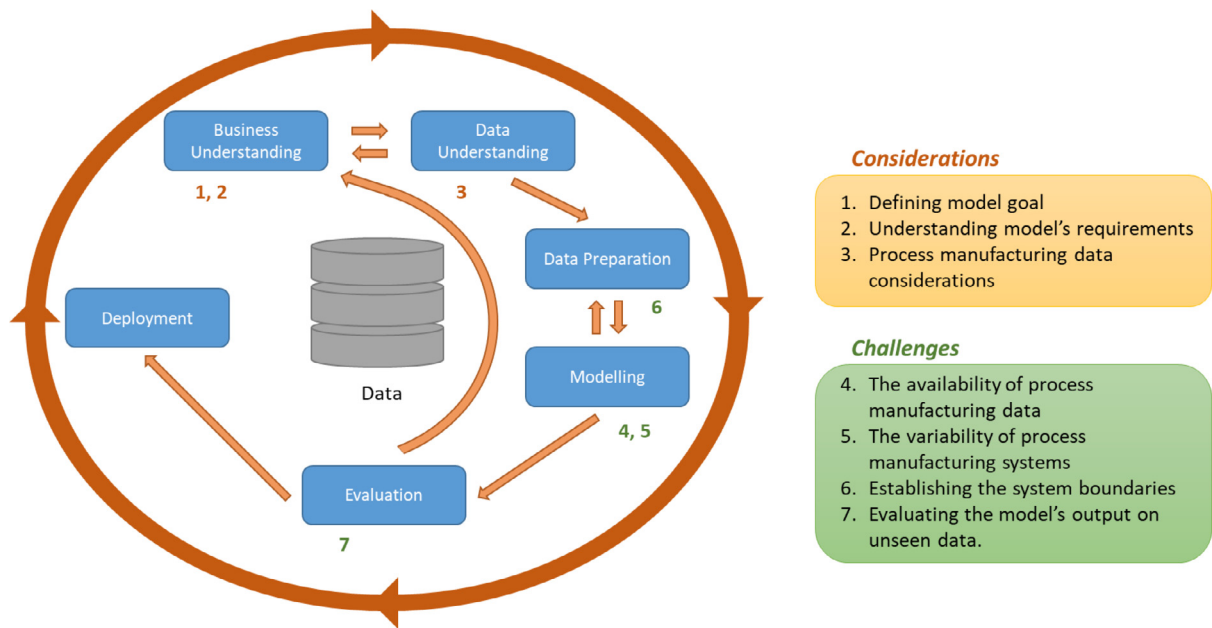 Business
Understanding
Data
Understanding
1, 2
3
Data Preparation
6
Deployment
Modelling
Data
4, 5
Evaluation
7
Considerations
1. Defining model goal
2. Understanding model's requirements
3. Process manufacturing data
considerations
Challenges
4. The availability of process
manufacturing data
5. The variability of process
manufacturing systems
6. Establishing the system boundaries
7. Evaluating the model's output on
unseen data.